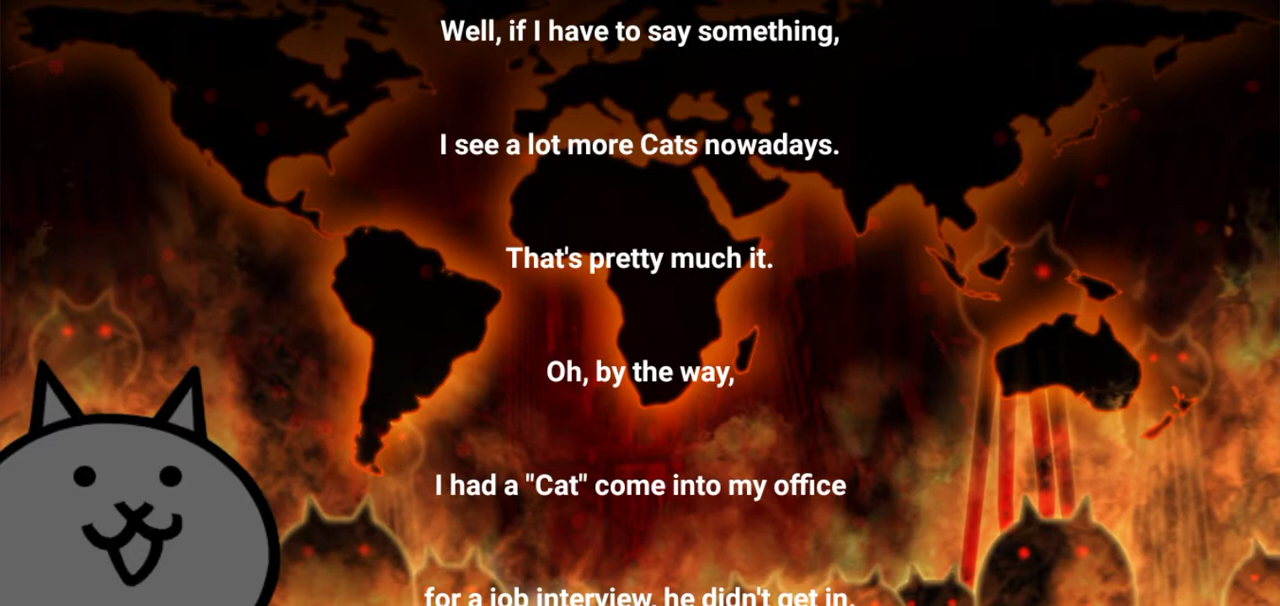 Well, if I have to say something,
I see a lot more Cats nowadays.
That's pretty much it.
Oh, by the way,
I had a "Cat" come into my office
for a job interview, he didn't get in.